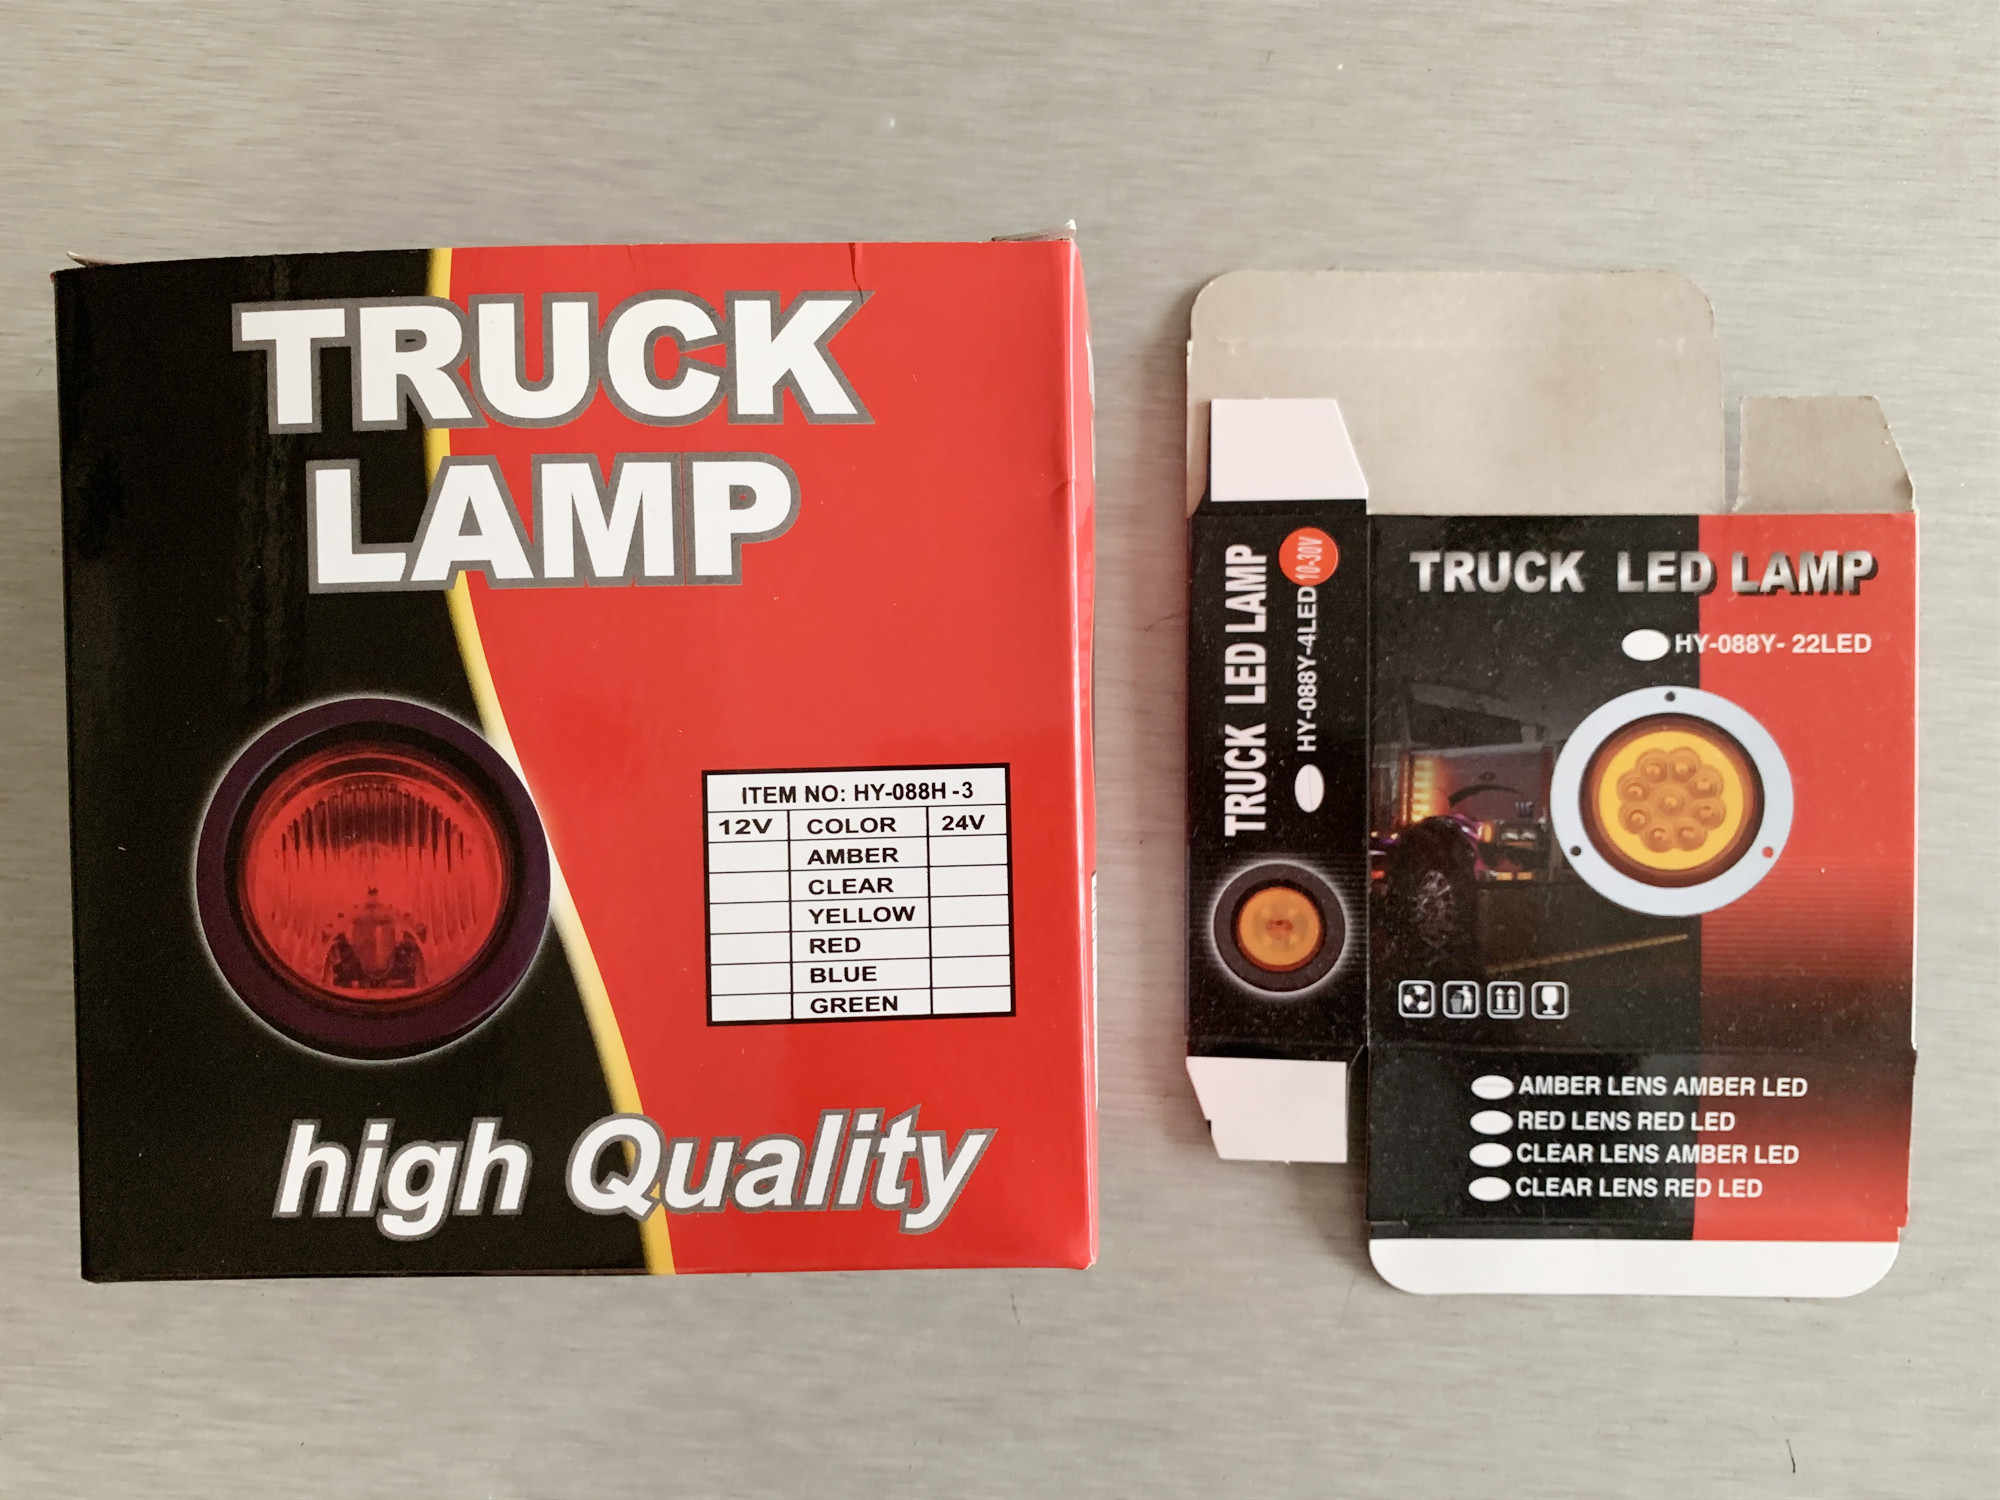 TRUCK
LAMP
ITEM NO: HY-088H -3
12V COLOR 24V
AMBER
CLEAR
YELLOW
RED
BLUE
GREEN
high Quality
TRUCK LED LAMP
HY-088Y-4LED 10-30V
TRUCK LED LAMP
HY-088Y- 22LED
AMBER LENS AMBER LED
RED LENS RED LED
CLEAR LENS AMBER LED
CLEAR LENS RED LED